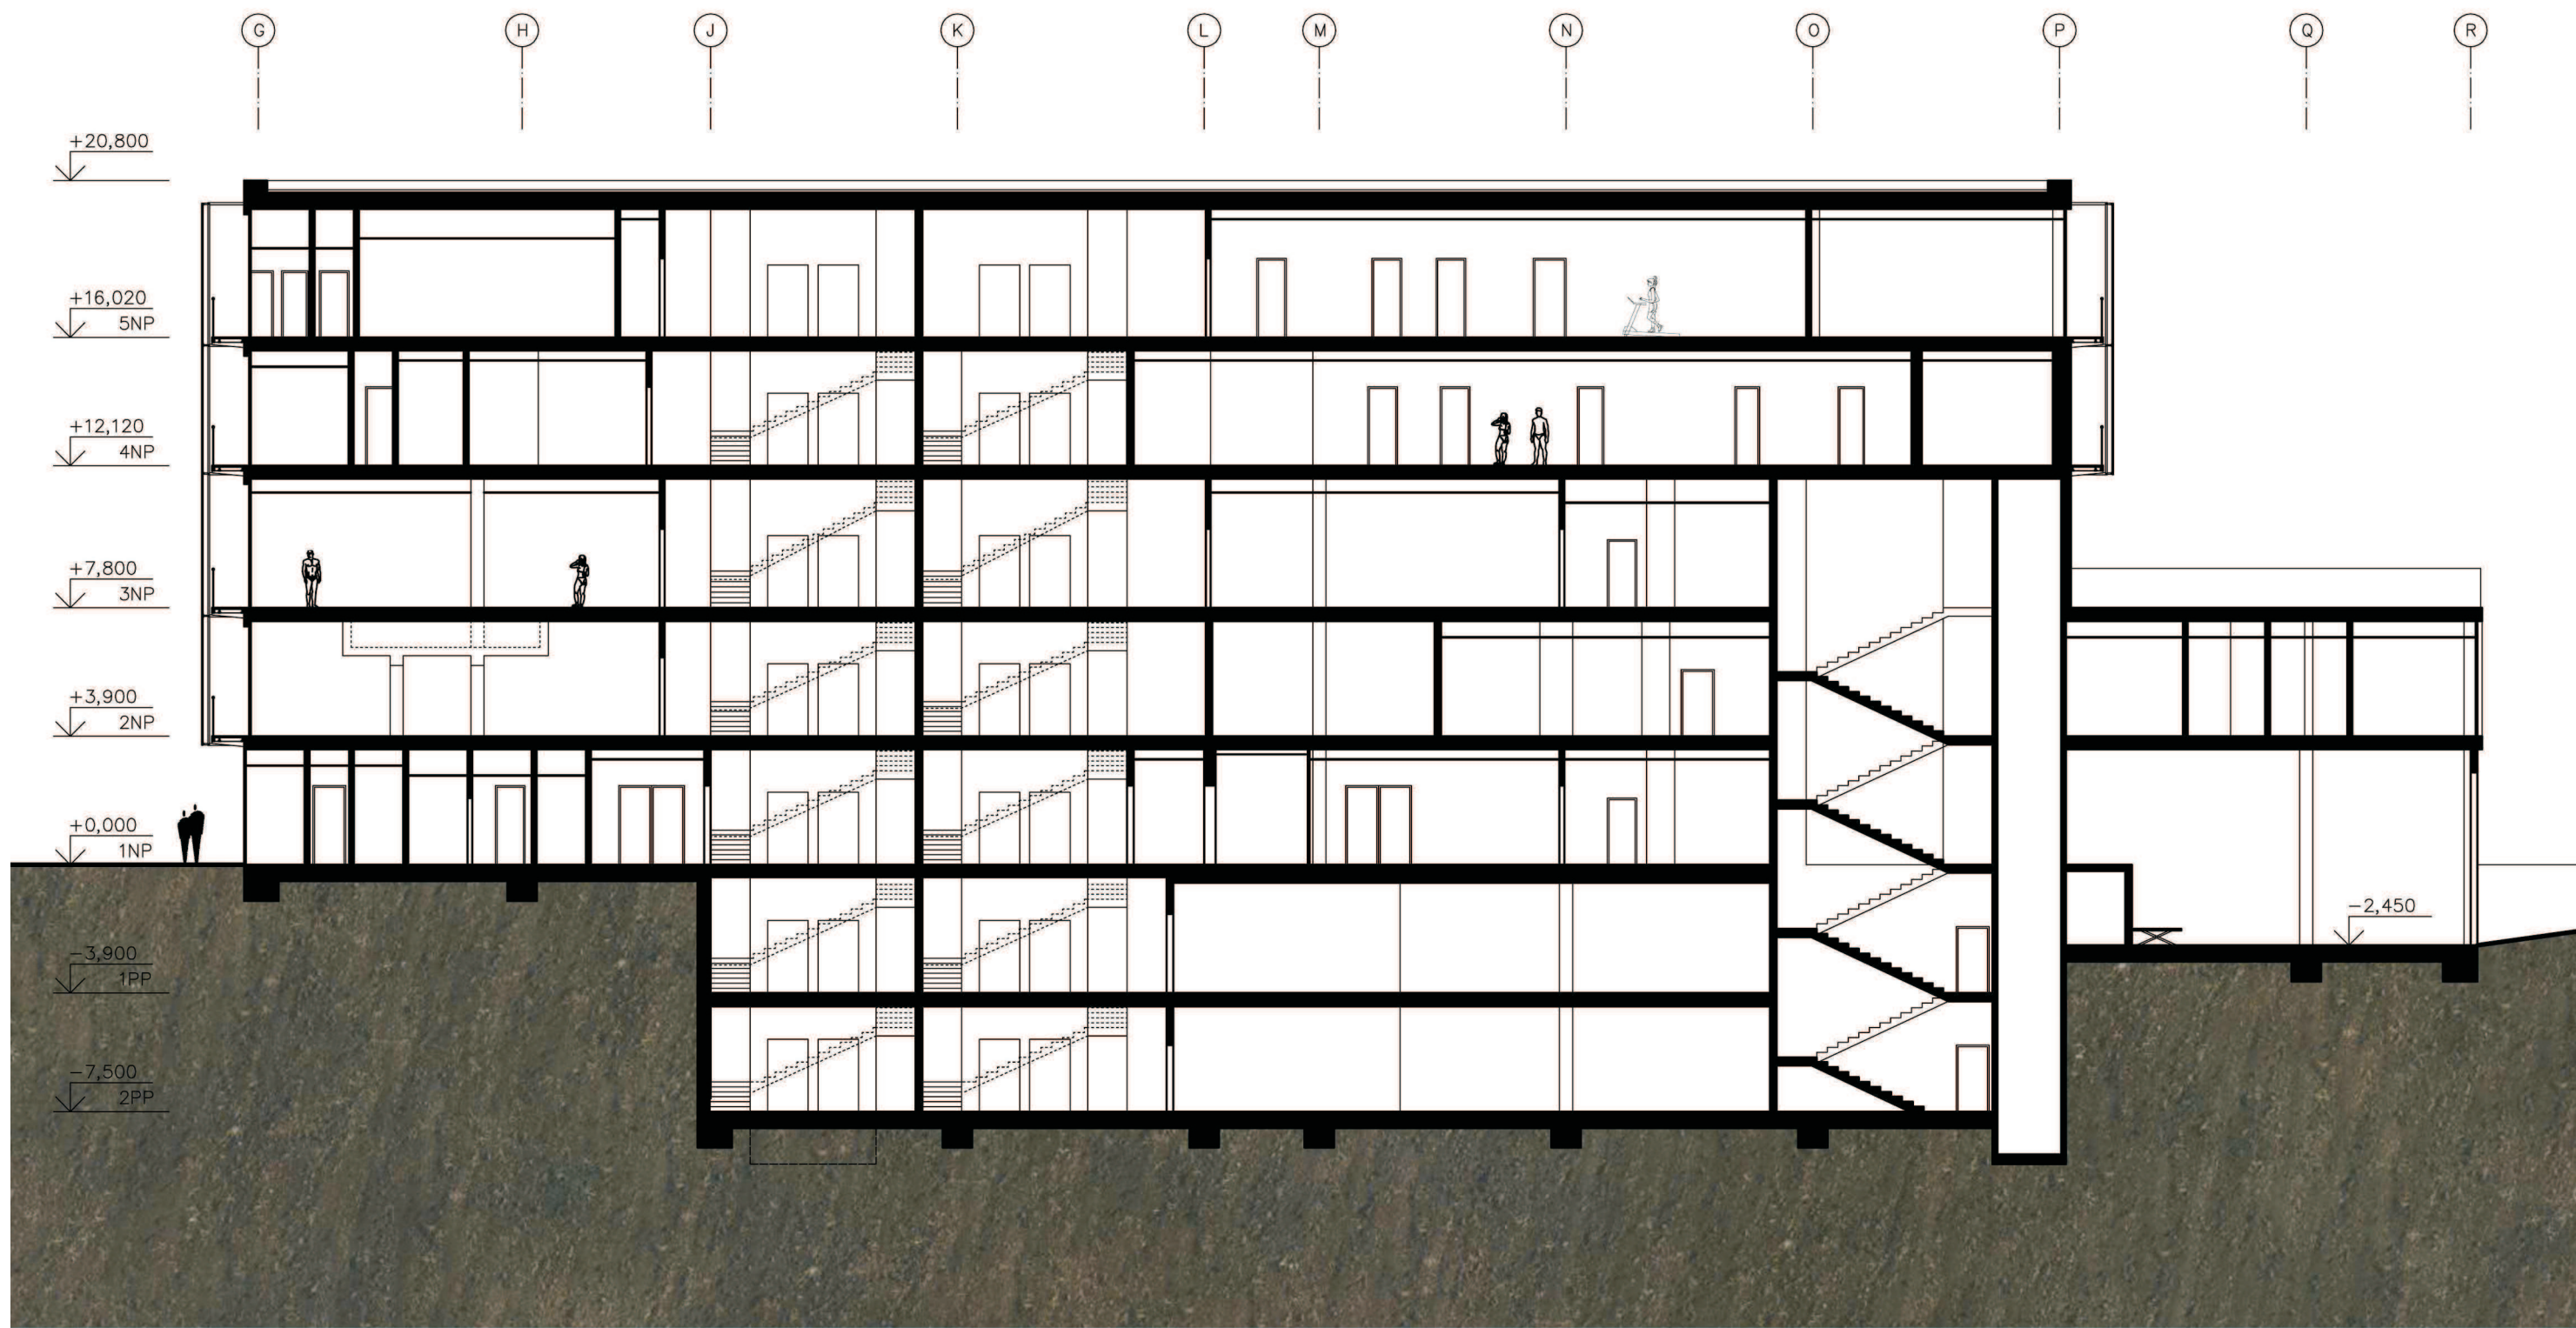 G H J K L M N O P Q R
+20,800
+16,020
5NP
+12,120
4NP
+7,800
3NP
+3,900
2NP
+0,000
1NP
-2,450
-3,900
1PP
-7,500
2PP